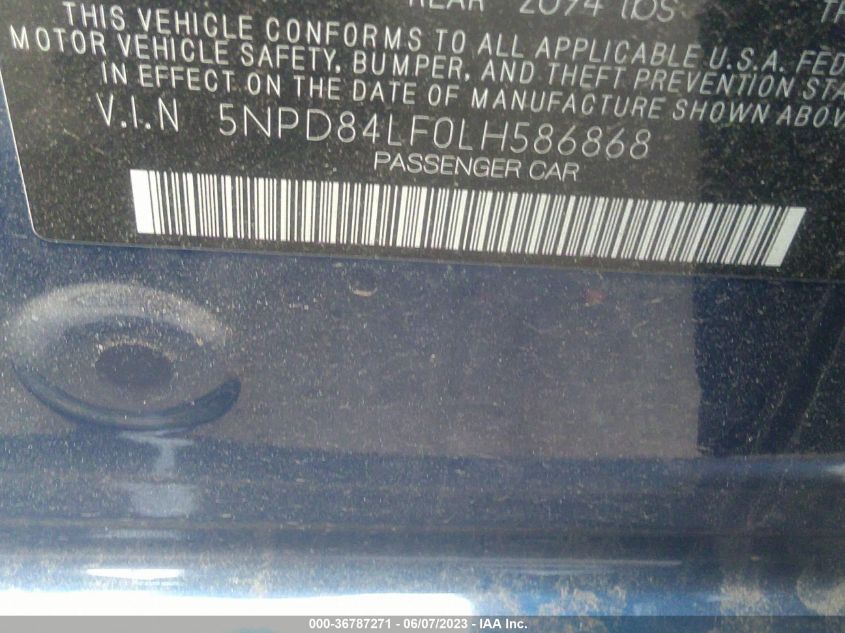 REAR 2094 lbs
THIS VEHICLE CONFORMS TO ALL APPLICABLE U.S.A. FED
MOTOR VEHICLE SAFETY, BUMPER, AND THEFT PREVENTION STA
IN EFFECT ON THE DATE OF MANUFACTURE SHOWN ABOV
V.I.N 5NPD84LF0LH586868
PASSENGER CAR
000-36787271 - 06/07/2023 - IAA Inc.